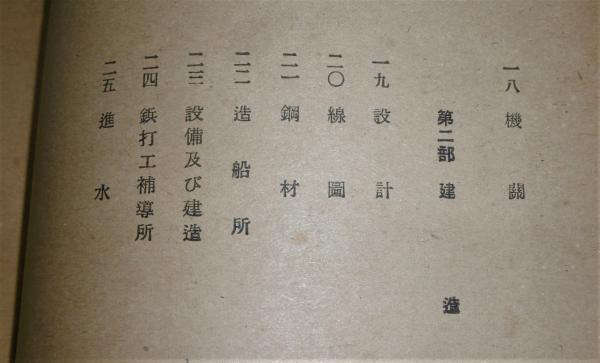 一八 機關
第二部 建造
一九 設計
二〇 線圖
二一 鋼材
二二 造船所
二三 設備及び建造
二四 鋲打工補導所
二五 進水